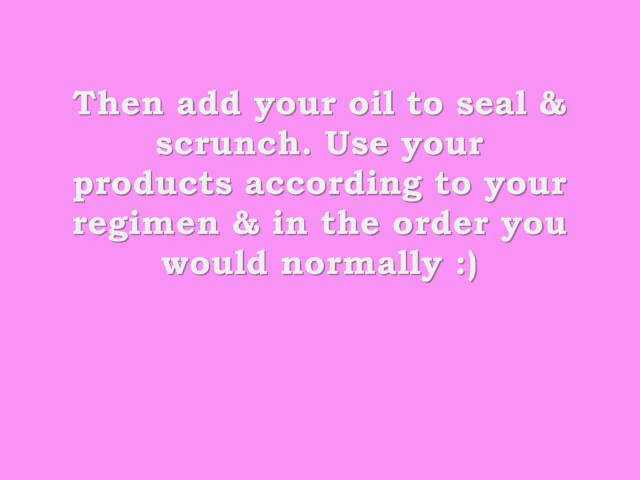 Then add your oil to seal &
scrunch. Use your
products according to your
regimen & in the order you
would normally :)